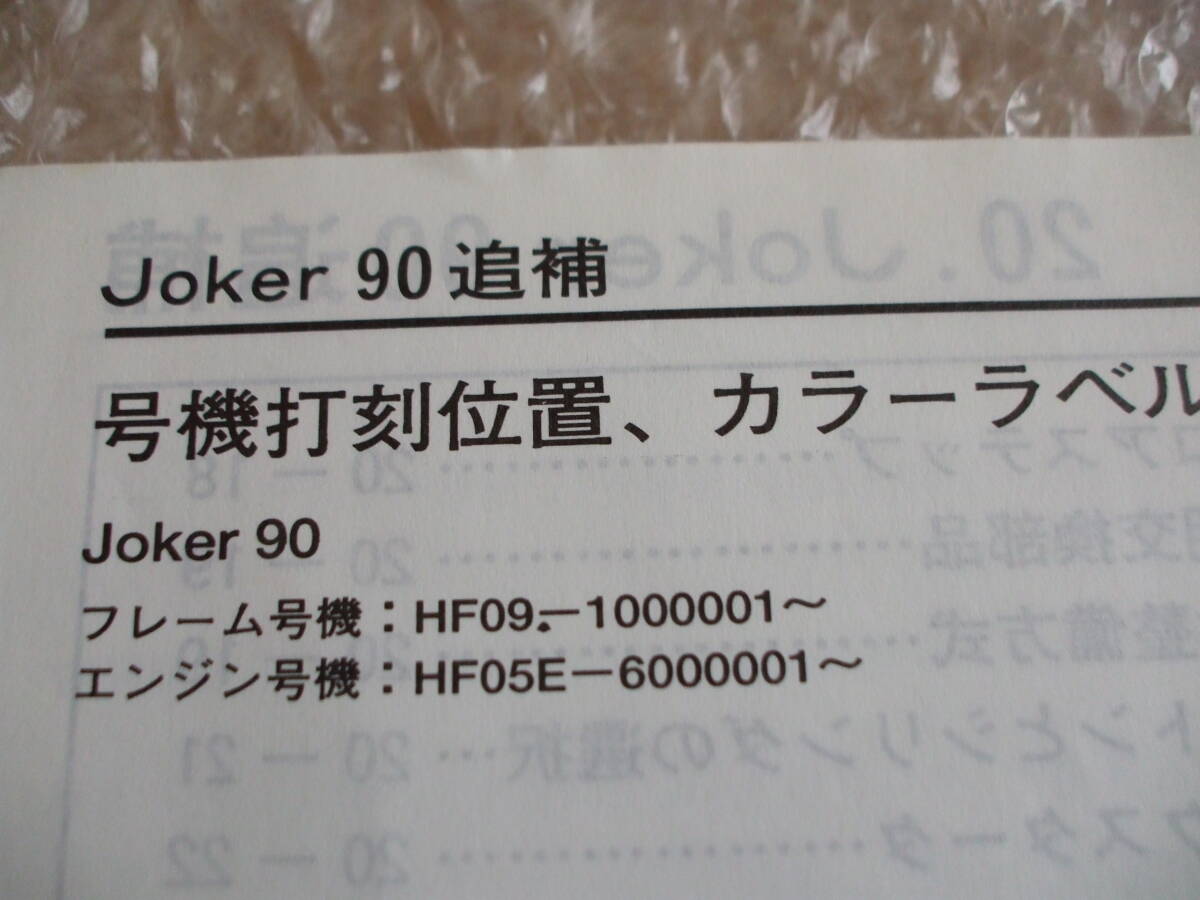 Joker 90 追補
号機打刻位置、カラーラベル
Joker 90
フレーム号機：HF09－1000001～
エンジン号機：HF05E－6000001～